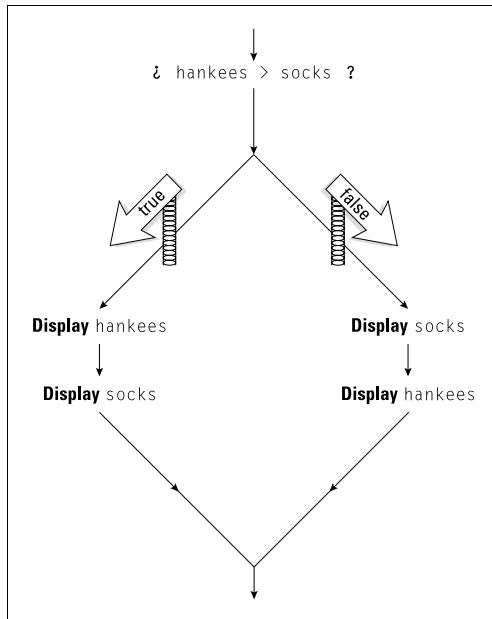 ¿ hankees > socks ?
true
false
Display hankees
Display socks
Display socks
Display hankees